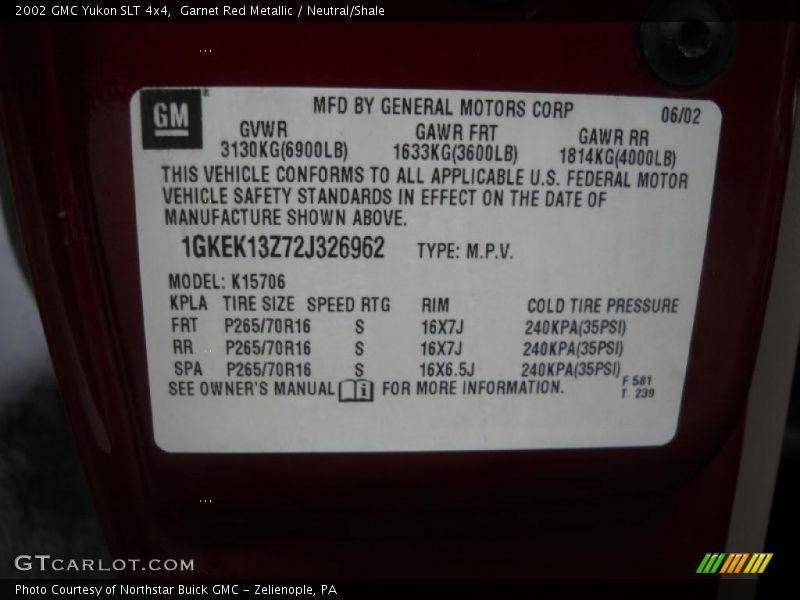 2002 GMC Yukon SLT 4x4,  Garnet Red Metallic / Neutral/Shale
GM
MFD BY GENERAL MOTORS CORP 06/02
GVWR GAWR FRT GAWR RR
3130KG(6900LB) 1633KG(3600LB) 1814KG(4000LB)
THIS VEHICLE CONFORMS TO ALL APPLICABLE U.S. FEDERAL MOTOR
VEHICLE SAFETY STANDARDS IN EFFECT ON THE DATE OF
MANUFACTURE SHOWN ABOVE.
1GKEK13Z72J326962 TYPE: M.P.V.
MODEL: K15706
KPLA TIRE SIZE SPEED RTG RIM COLD TIRE PRESSURE
FRT P265/70R16 S 16X7J 240KPA(35PSI)
RR P265/70R16 S 16X7J 240KPA(35PSI)
SPA P265/70R16 S 16X6.5J 240KPA(35PSI)
SEE OWNER'S MANUAL i FOR MORE INFORMATION.
F 581
T 239
GTCARLOT.COM
Photo Courtesy of Northstar Buick GMC - Zelienople, PA